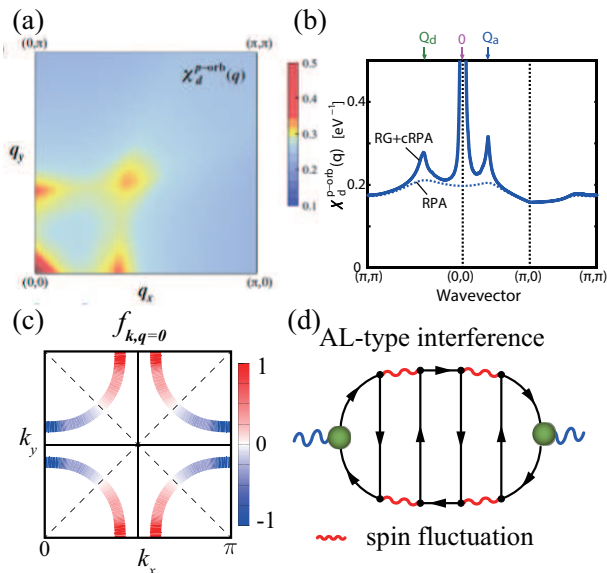 (a)
(0,π)
(π,π)
χ_d^{p-orb}(q)
0.5
0.4
0.3
0.2
0.1
q_y
(0,0)
(π,0)
q_x
(b)
Q_d
0
Q_a
χ_d^{p-orb}(q) [eV⁻¹]
0.4
0.2
0
RG+cRPA
RPA
(π,π)
(0,0)
(π,0)
(π,π)
Wavevector
(c)
f_{k,q=0}
1
0
-1
k_y
0
k_x
π
(d)
AL-type interference
spin fluctuation